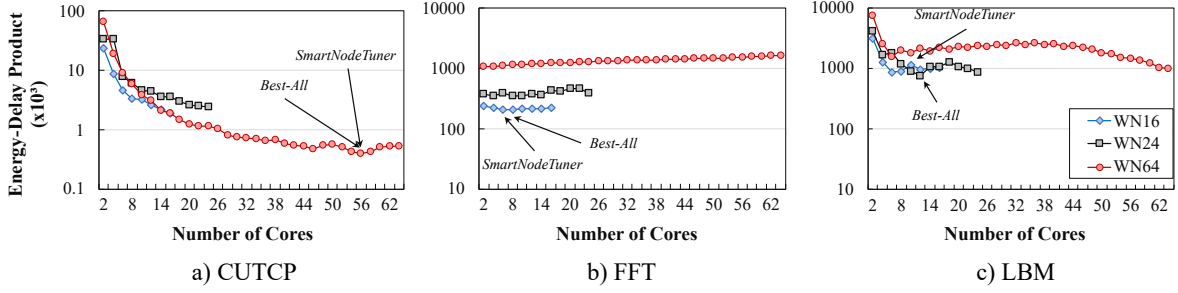 Energy-Delay Product
(x10³)
100
10
1
0.1
SmartNodeTuner
Best-All
2 8 14 20 26 32 38 44 50 56 62
Number of Cores
a) CUTCP
1000
100
10
Best-All
SmartNodeTuner
2 8 14 20 26 32 38 44 50 56 62
Number of Cores
b) FFT
10000
1000
100
10
SmartNodeTuner
Best-All
WN16
WN24
WN64
2 8 14 20 26 32 38 44 50 56 62
Number of Cores
c) LBM